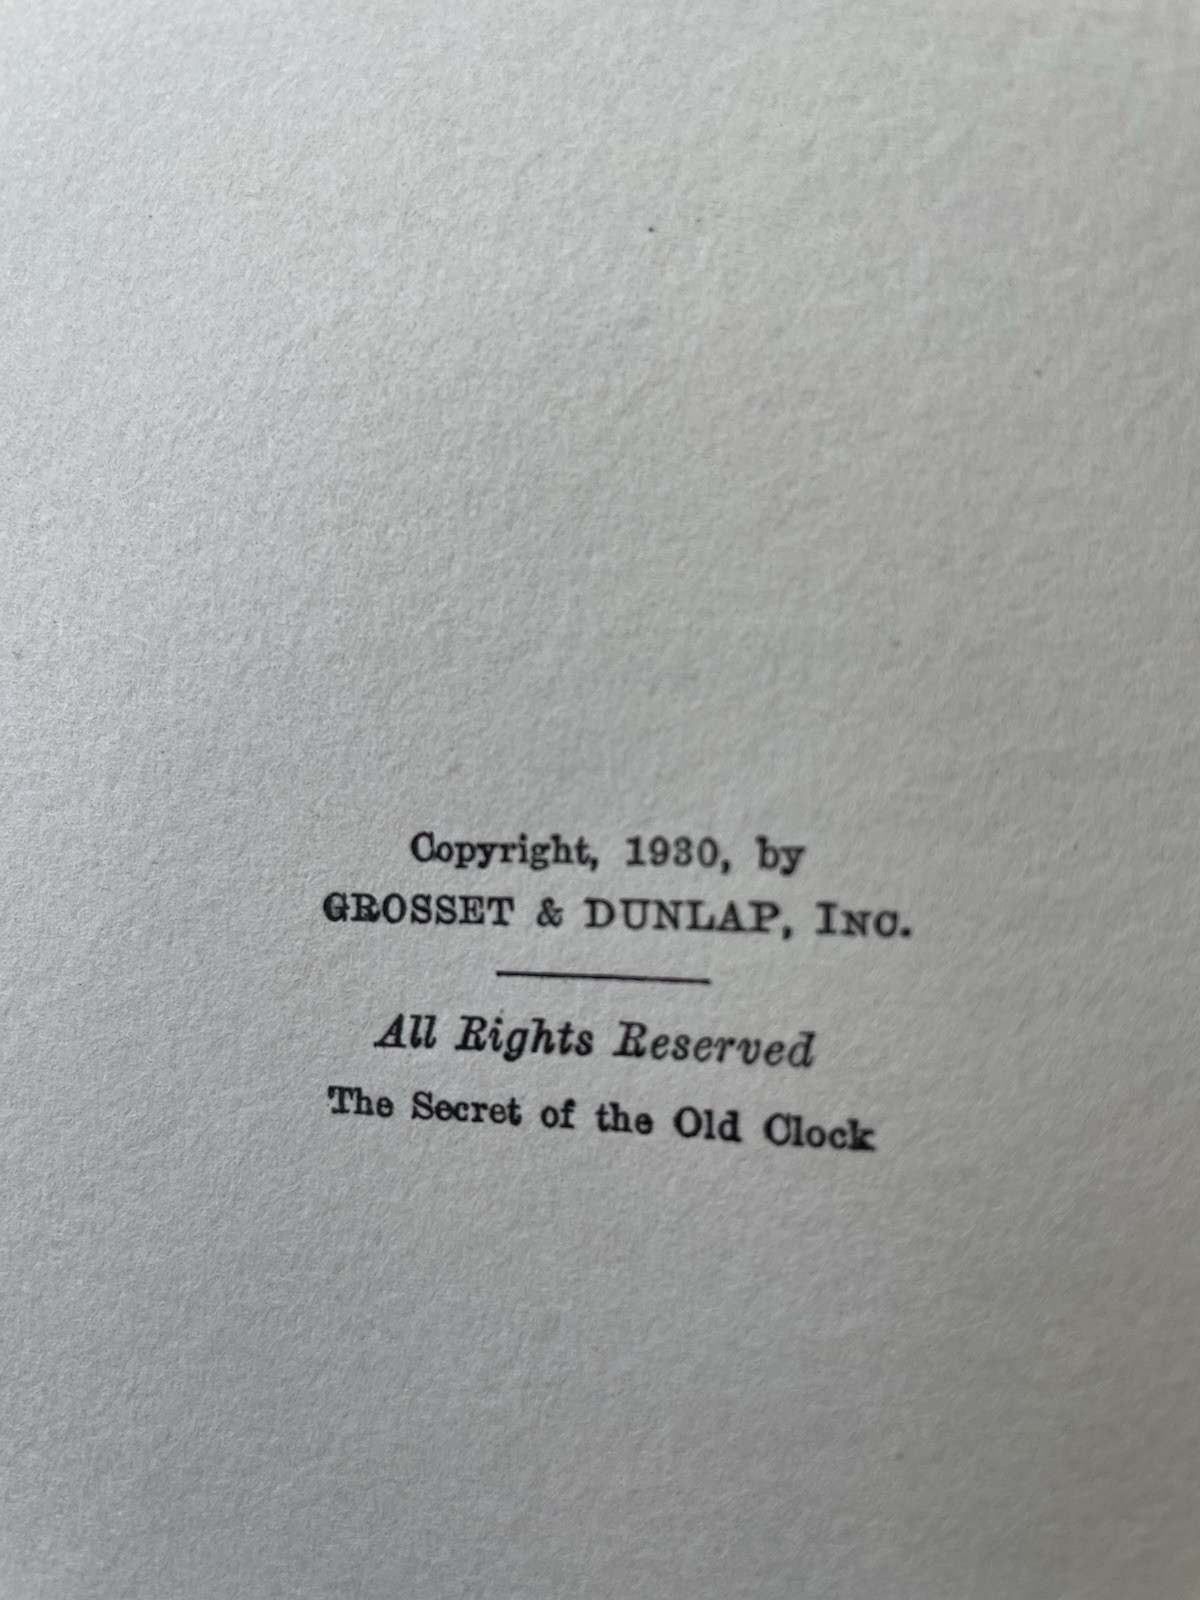 Copyright, 1930, by
GROSSET & DUNLAP, INC.
All Rights Reserved
The Secret of the Old Clock